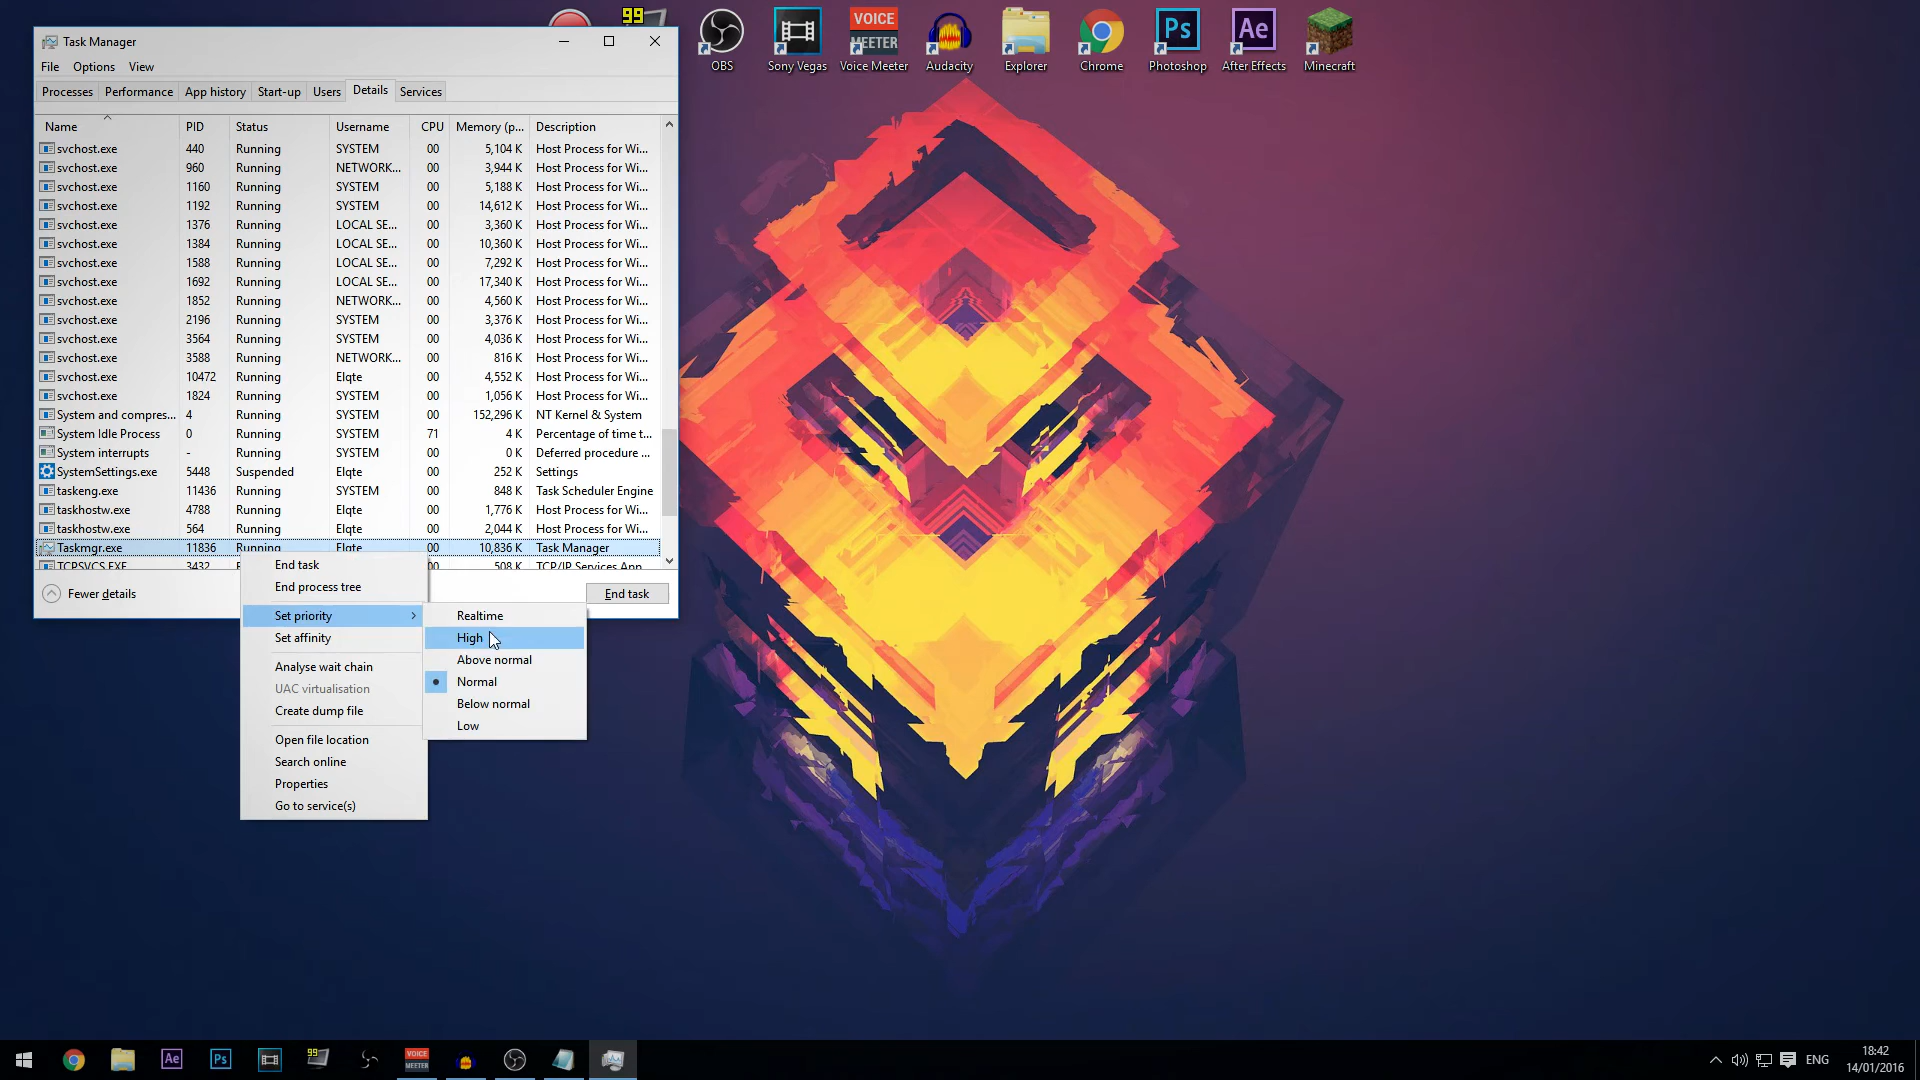 99
OBS
Sony Vegas
VOICE
MEETER
Voice Meeter
Audacity
Explorer
Chrome
Ps
Photoshop
Ae
After Effects
Minecraft
Task Manager
File Options View
Processes Performance App history Start-up Users Details Services
Name PID Status Username CPU Memory (p... Description
svchost.exe 440 Running SYSTEM 00 5,104 K Host Process for Wi...
svchost.exe 960 Running NETWORK... 00 3,944 K Host Process for Wi...
svchost.exe 1160 Running SYSTEM 00 5,188 K Host Process for Wi...
svchost.exe 1192 Running SYSTEM 00 14,612 K Host Process for Wi...
svchost.exe 1376 Running LOCAL SE... 00 3,360 K Host Process for Wi...
svchost.exe 1384 Running LOCAL SE... 00 10,360 K Host Process for Wi...
svchost.exe 1588 Running LOCAL SE... 00 7,292 K Host Process for Wi...
svchost.exe 1692 Running LOCAL SE... 00 17,340 K Host Process for Wi...
svchost.exe 1852 Running NETWORK... 00 4,560 K Host Process for Wi...
svchost.exe 2196 Running SYSTEM 00 3,376 K Host Process for Wi...
svchost.exe 3564 Running SYSTEM 00 4,036 K Host Process for Wi...
svchost.exe 3588 Running NETWORK... 00 816 K Host Process for Wi...
svchost.exe 10472 Running Elqte 00 4,552 K Host Process for Wi...
svchost.exe 1824 Running SYSTEM 00 1,056 K Host Process for Wi...
System and compres... 4 Running SYSTEM 00 152,296 K NT Kernel & System
System Idle Process 0 Running SYSTEM 71 4 K Percentage of time t...
System interrupts - Running SYSTEM 00 0 K Deferred procedure ...
SystemSettings.exe 5448 Suspended Elqte 00 252 K Settings
taskeng.exe 11436 Running SYSTEM 00 848 K Task Scheduler Engine
taskhostw.exe 4788 Running Elqte 00 1,776 K Host Process for Wi...
taskhostw.exe 564 Running Elqte 00 2,044 K Host Process for Wi...
Taskmgr.exe 11836 Running Elqte 00 10,836 K Task Manager
TCPSVCS.EXE 3432 508 K TCP/IP Services App
Fewer details
End task
End task
End process tree
Set priority
Set affinity
Analyse wait chain
UAC virtualisation
Create dump file
Open file location
Search online
Properties
Go to service(s)
Realtime
High
Above normal
Normal
Below normal
Low
Ae
Ps
99
VOICE
MEETER
ENG
18:42
14/01/2016